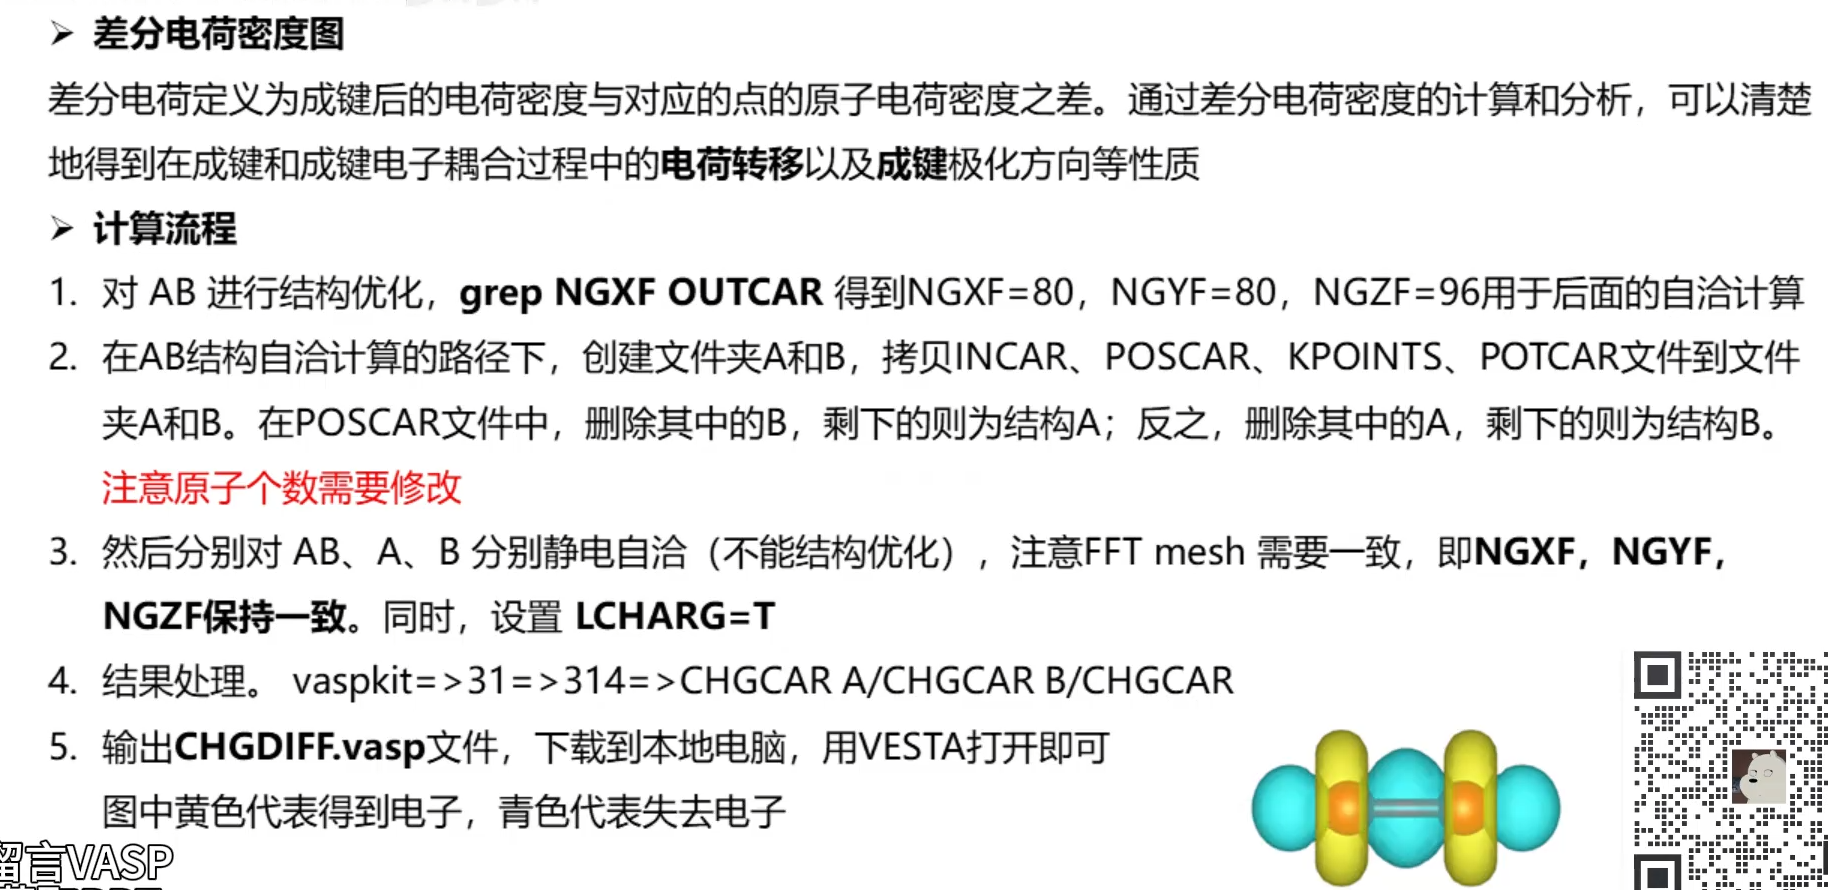 ➢ 差分电荷密度图
差分电荷定义为成键后的电荷密度与对应的点的原子电荷密度之差。通过差分电荷密度的计算和分析，可以清楚
地得到在成键和成键电子耦合过程中的电荷转移以及成键极化方向等性质
➢ 计算流程
1. 对 AB 进行结构优化，grep NGXF OUTCAR 得到NGXF=80，NGYF=80，NGZF=96用于后面的自洽计算
2. 在AB结构自洽计算的路径下，创建文件夹A和B，拷贝INCAR、POSCAR、KPOINTS、POTCAR文件到文件
夹A和B。在POSCAR文件中，删除其中的B，剩下的则为结构A；反之，删除其中的A，剩下的则为结构B。
注意原子个数需要修改
3. 然后分别对 AB、A、B 分别静电自洽（不能结构优化），注意FFT mesh 需要一致，即NGXF，NGYF，
NGZF保持一致。同时，设置 LCHARG=T
4. 结果处理。 vaspkit=>31=>314=>CHGCAR A/CHGCAR B/CHGCAR
5. 输出CHGDIFF.vasp文件，下载到本地电脑，用VESTA打开即可
图中黄色代表得到电子，青色代表失去电子
留言VASP